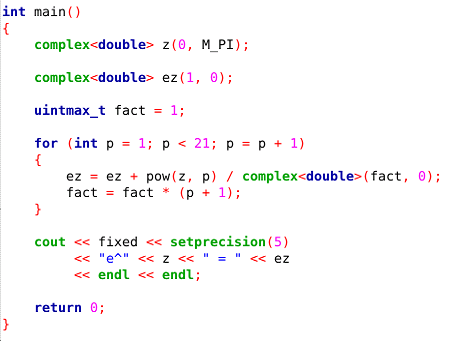 int main()
{
    complex<double> z(0, M_PI);

    complex<double> ez(1, 0);

    uintmax_t fact = 1;

    for (int p = 1; p < 21; p = p + 1)
    {
        ez = ez + pow(z, p) / complex<double>(fact, 0);
        fact = fact * (p + 1);
    }

    cout << fixed << setprecision(5)
         << "e^" << z << " = " << ez
         << endl << endl;

    return 0;
}